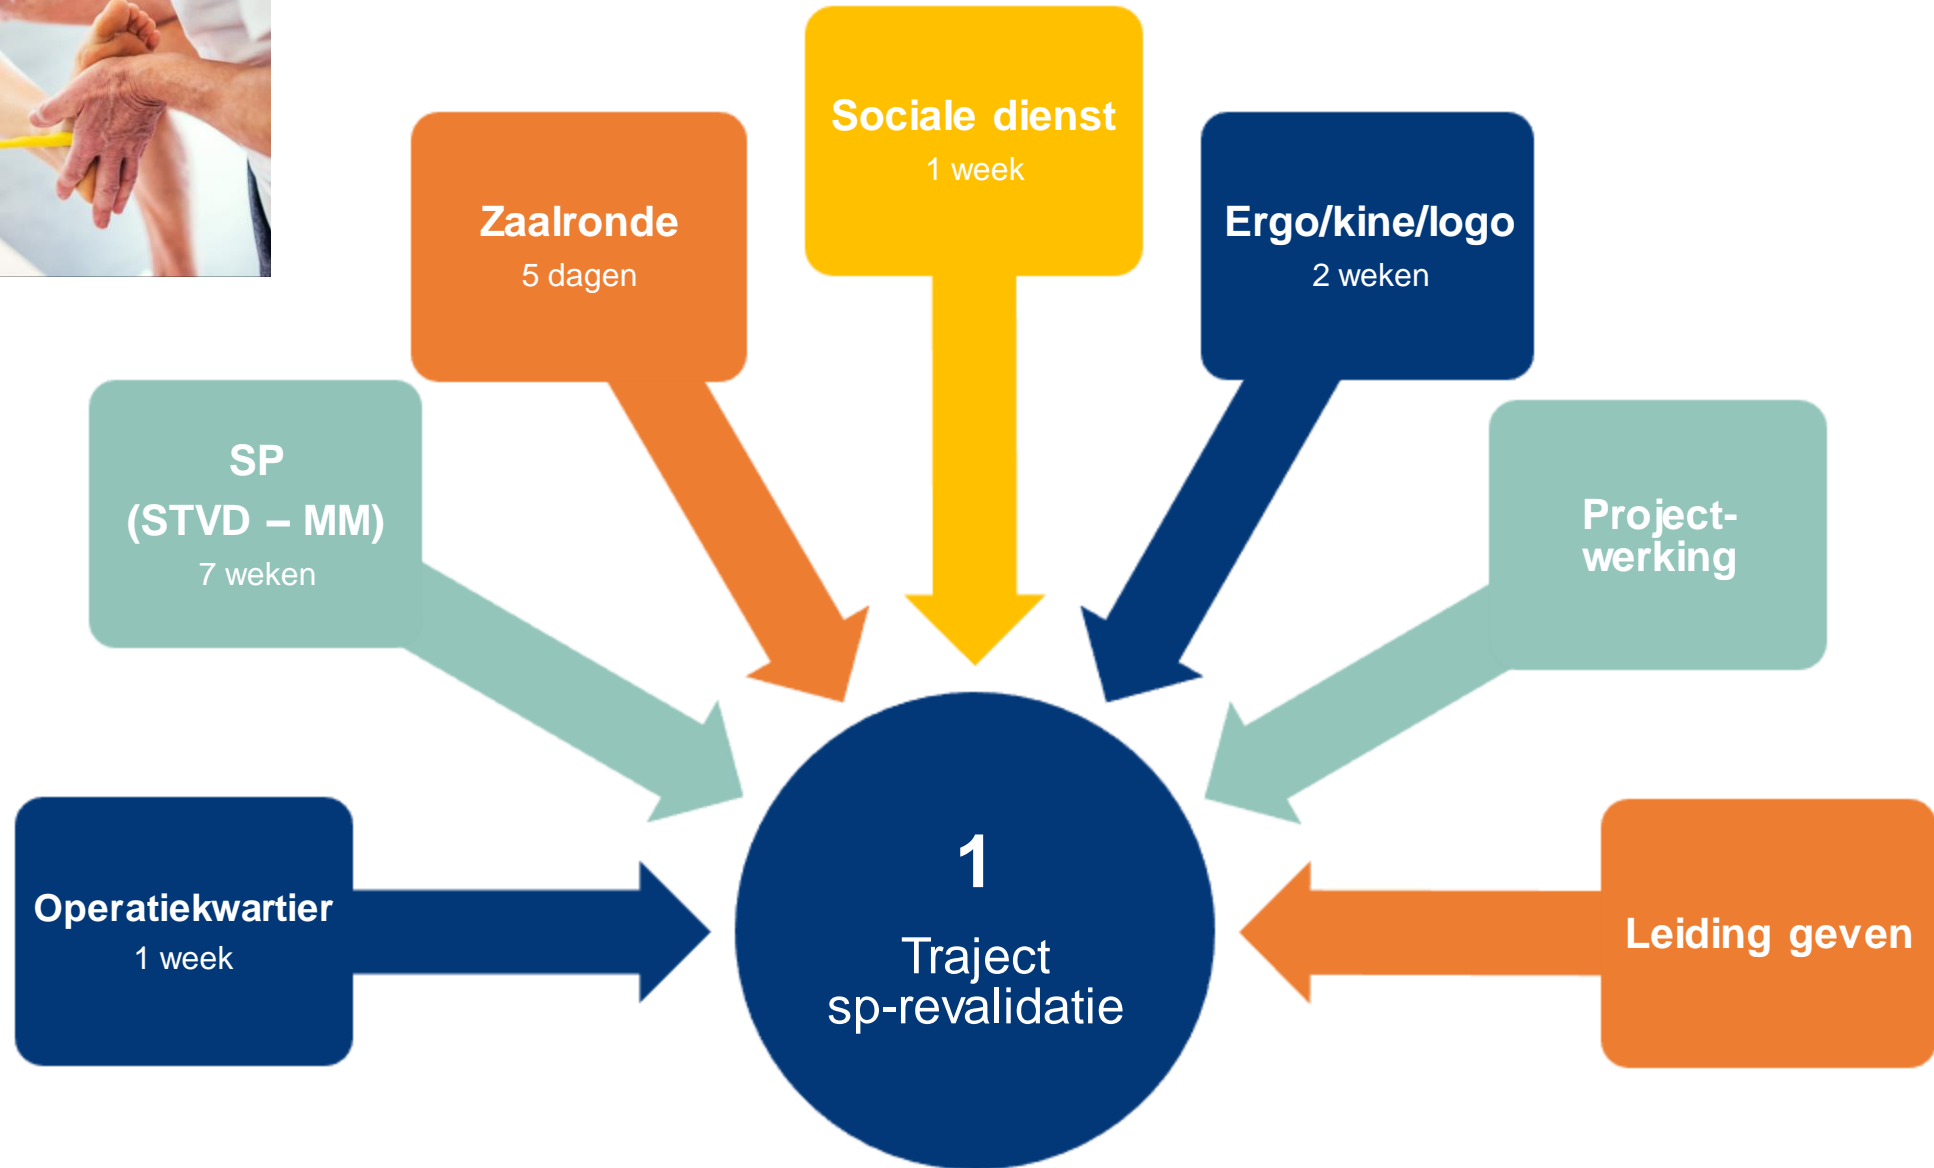 Sociale dienst
1 week
Zaalronde
5 dagen
Ergo/kine/logo
2 weken
SP
(STVD – MM)
7 weken
Project-
werking
Operatiekwartier
1 week
1
Traject
sp-revalidatie
Leiding geven